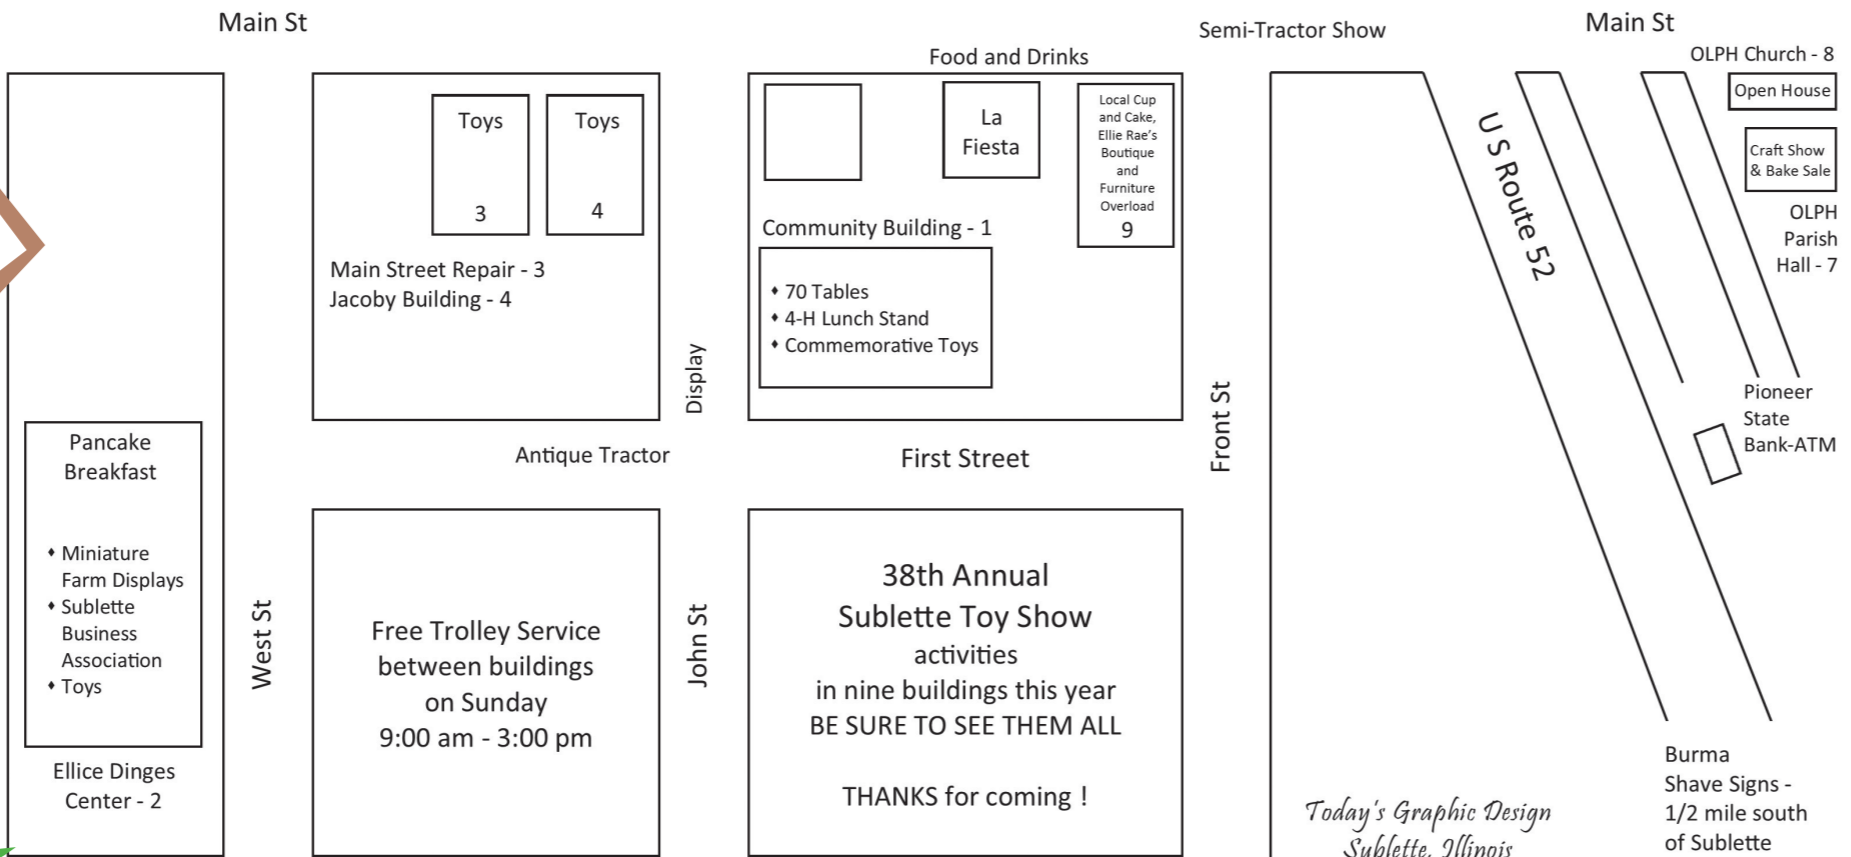 Main St
Semi-Tractor Show
Main St
Food and Drinks
OLPH Church - 8
Open House
Craft Show
& Bake Sale
OLPH
Parish
Hall - 7
Toys
3
Toys
4
Main Street Repair - 3
Jacoby Building - 4
La
Fiesta
Local Cup
and Cake,
Ellie Rae's
Boutique
and
Furniture
Overload
9
Community Building - 1
♦ 70 Tables
♦ 4-H Lunch Stand
♦ Commemorative Toys
U S Route 52
Display
Front St
Pioneer
State
Bank-ATM
Antique Tractor
First Street
Pancake
Breakfast
♦ Miniature
Farm Displays
♦ Sublette
Business
Association
♦ Toys
Ellice Dinges
Center - 2
West St
Free Trolley Service
between buildings
on Sunday
9:00 am - 3:00 pm
John St
38th Annual
Sublette Toy Show
activities
in nine buildings this year
BE SURE TO SEE THEM ALL
THANKS for coming !
Today's Graphic Design
Sublette, Illinois
Burma
Shave Signs -
1/2 mile south
of Sublette